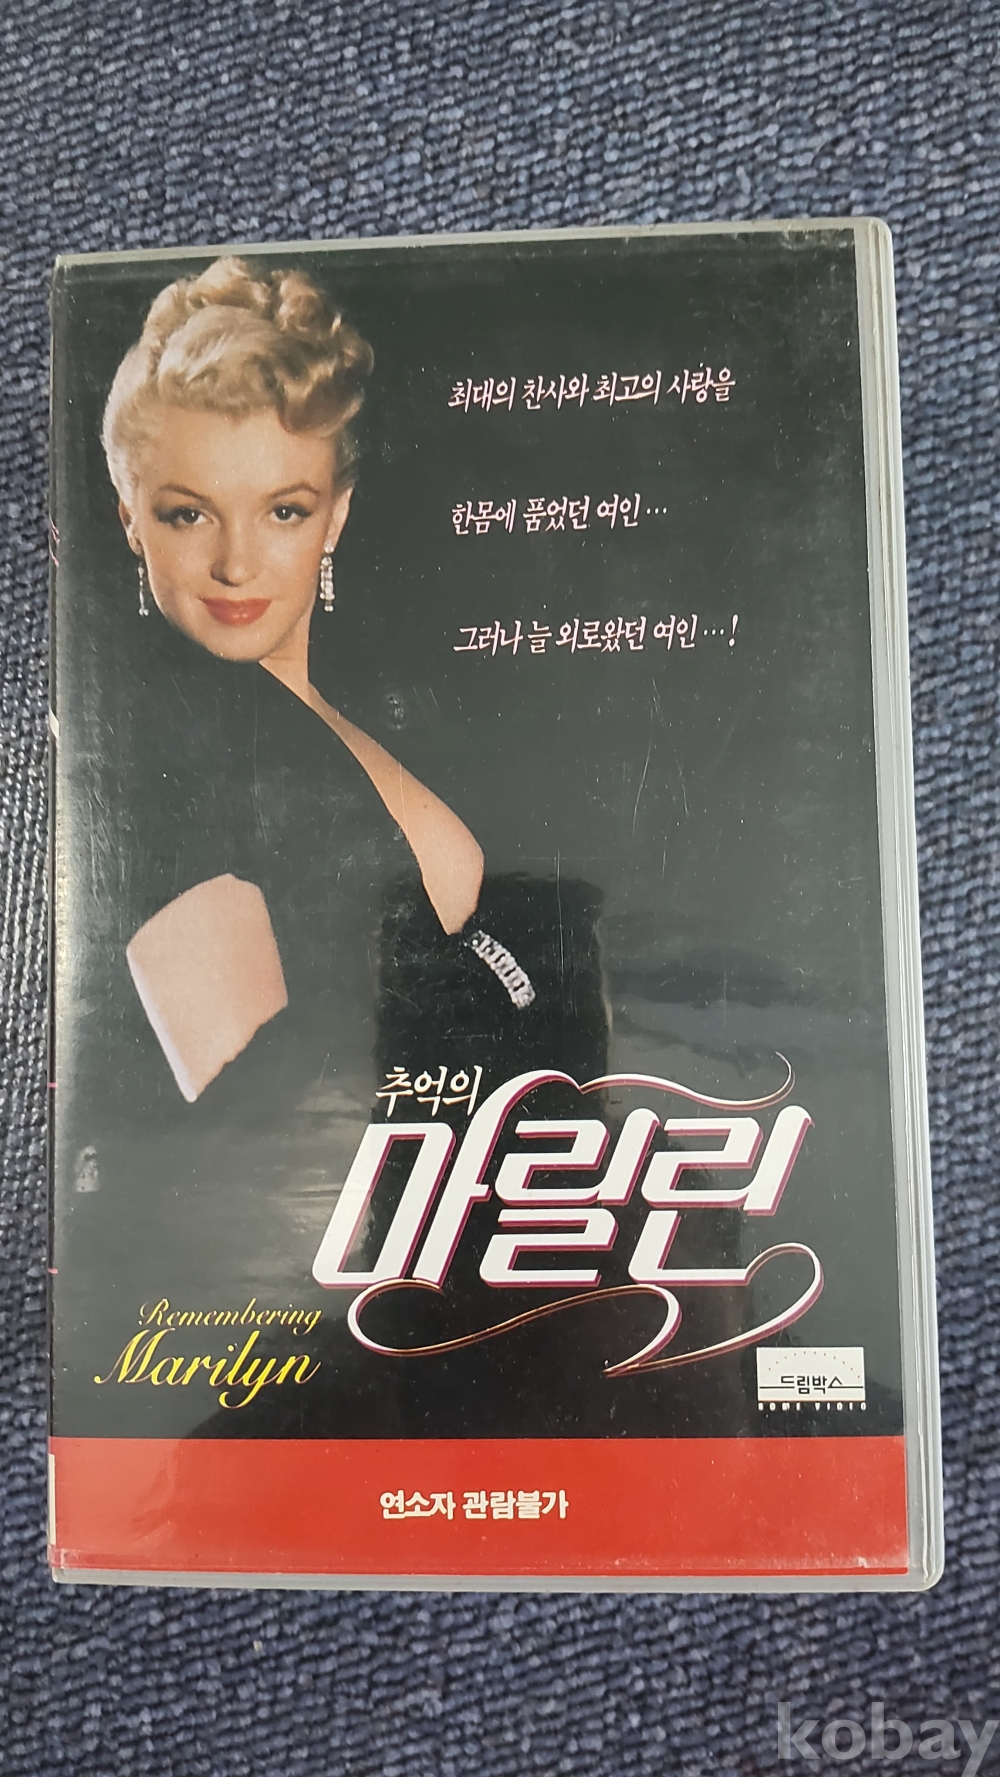 최대의 찬사와 최고의 사랑을
한몸에 품었던 여인…
그러나 늘 외로왔던 여인…!
추억의
마릴린
Remembering
Marilyn
드림박스
HOME VIDEO
연소자 관람불가
kobay